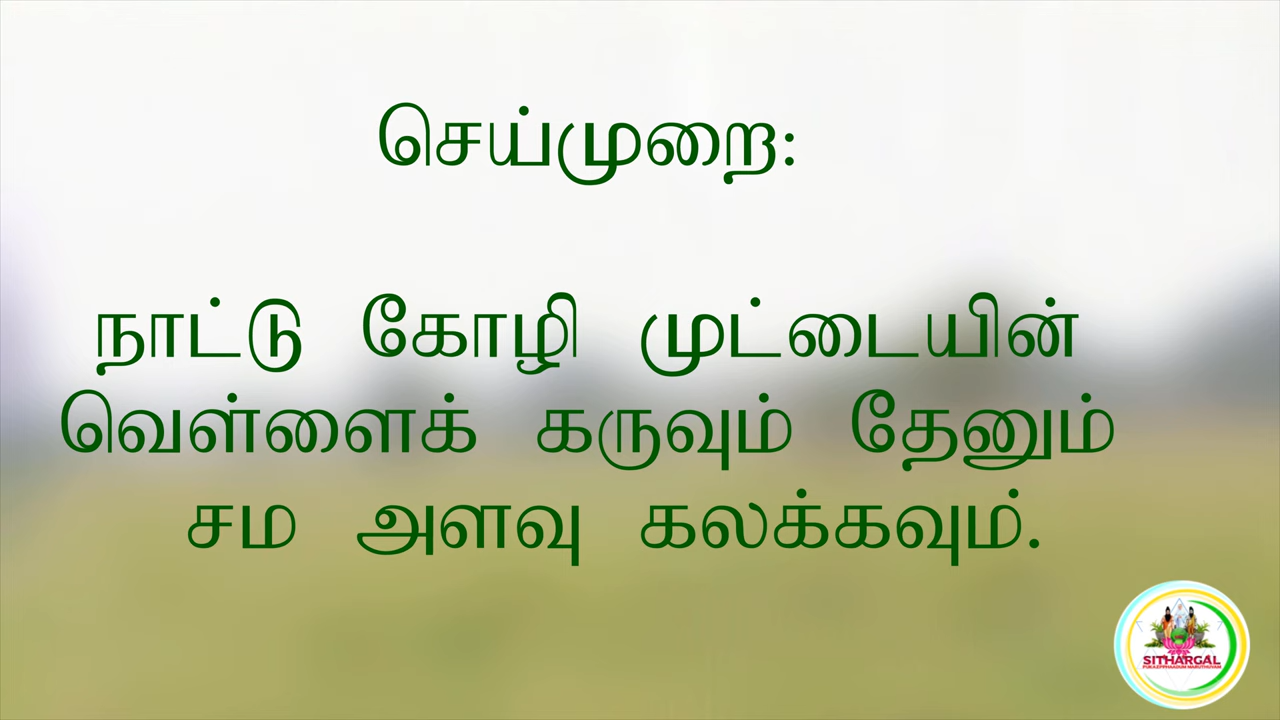 செய்முறை:
நாட்டு கோழி முட்டையின்
வெள்ளைக் கருவும் தேனும்
சம அளவு கலக்கவும்.
SITHARGAL